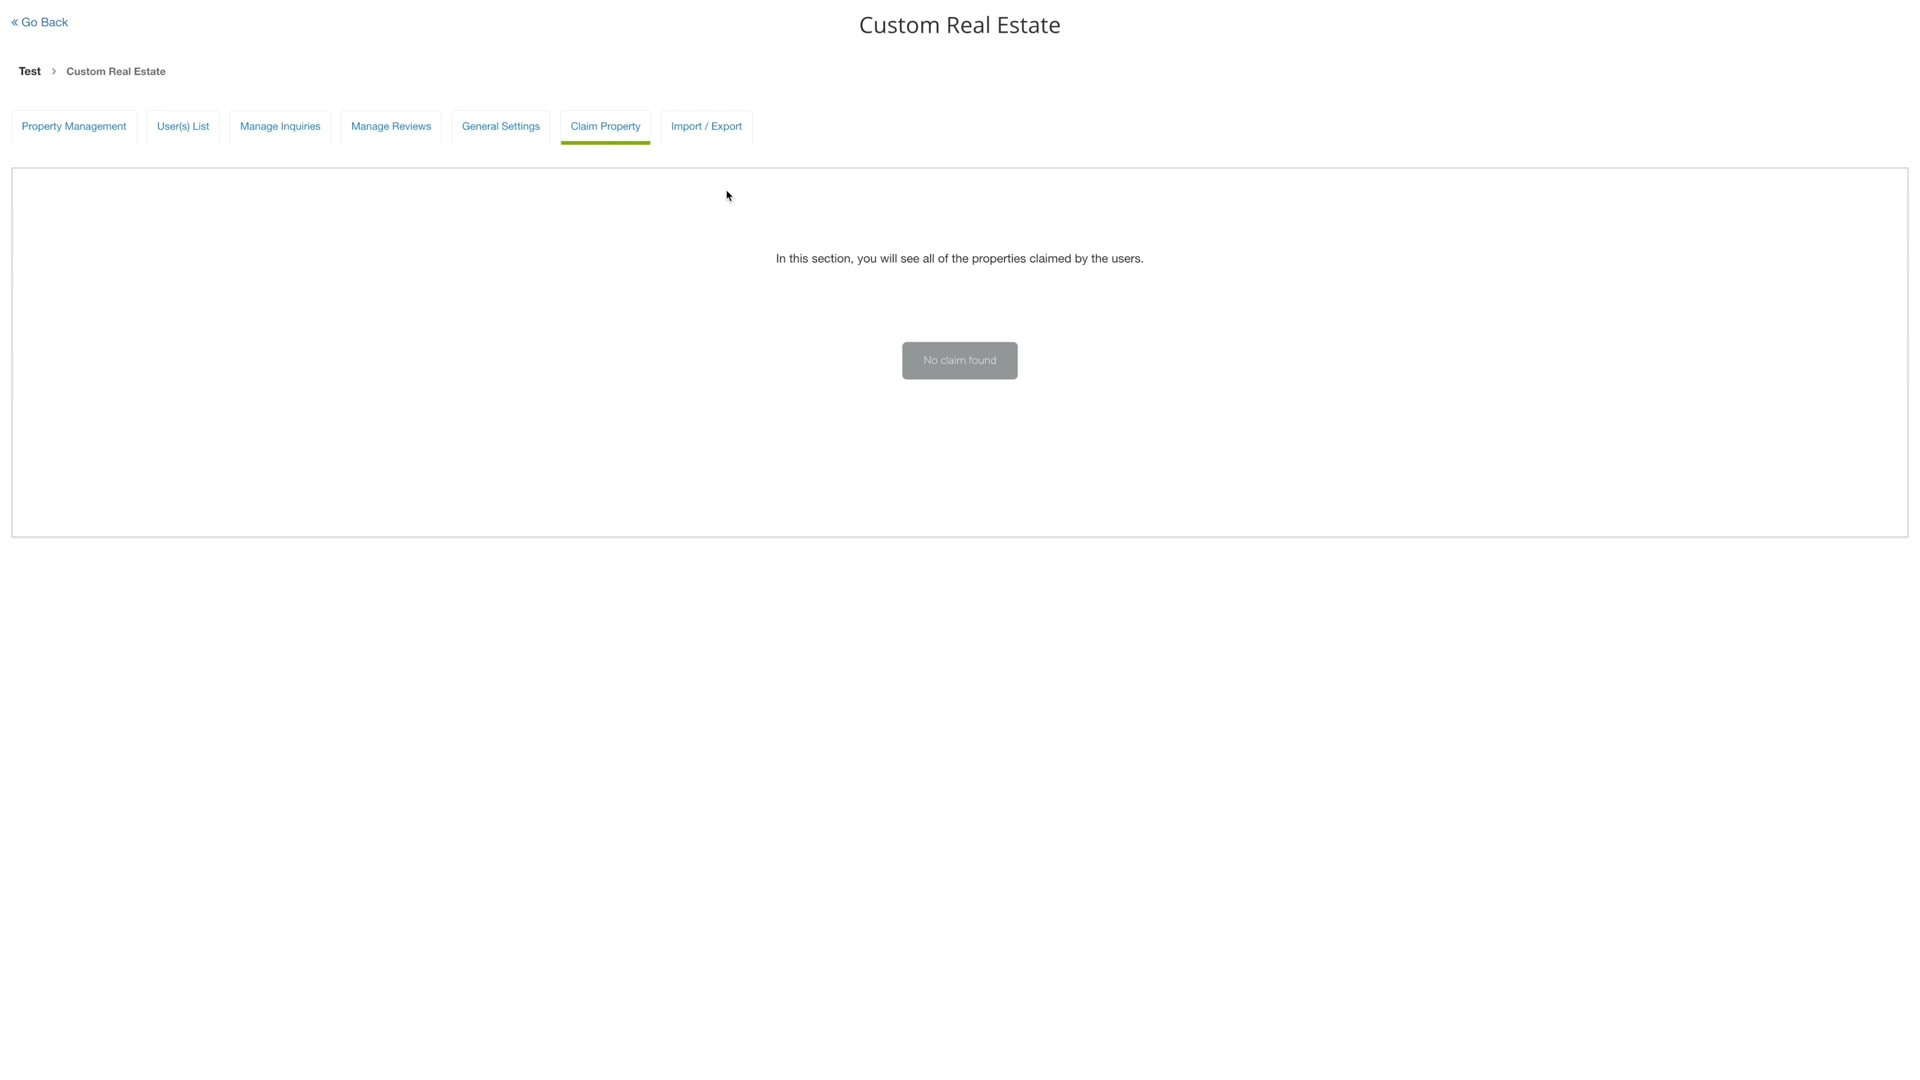 « Go Back
Custom Real Estate
Test > Custom Real Estate
Property Management User(s) List Manage Inquiries Manage Reviews General Settings Claim Property Import / Export
In this section, you will see all of the properties claimed by the users.
No claim found